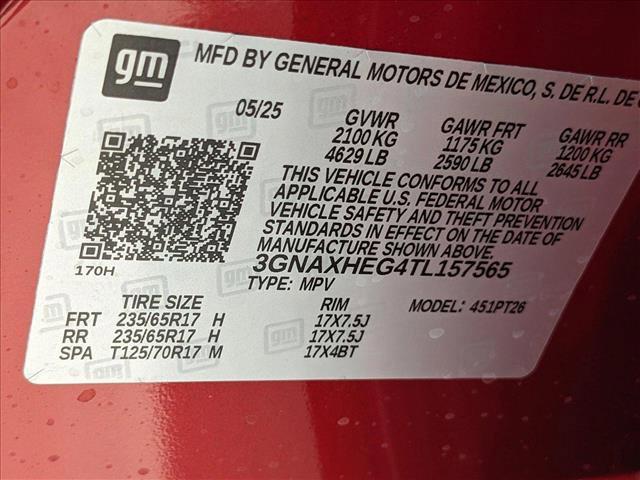 gm
MFD BY GENERAL MOTORS DE MEXICO, S. DE R.L. DE
05/25 GVWR GAWR FRT GAWR RR
2100 KG 1175 KG 1200 KG
4629 LB 2590 LB 2645 LB
THIS VEHICLE CONFORMS TO ALL
APPLICABLE U.S. FEDERAL MOTOR
VEHICLE SAFETY AND THEFT PREVENTION
STANDARDS IN EFFECT ON THE DATE OF
MANUFACTURE.
3GNAXHEG4TL157565
170H
TYPE: MPV
TIRE SIZE RIM MODEL: 451PT26
FRT 235/65R17 H 17X7.5J
RR 235/65R17 H 17X7.5J
SPA T125/70R17 M 17X4BT